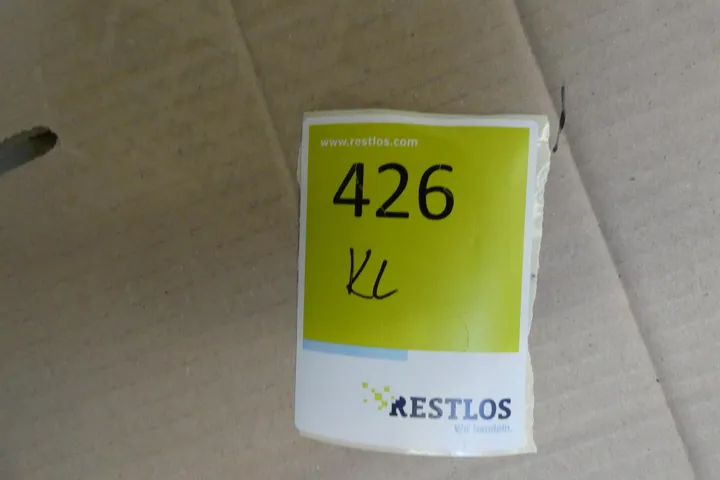 www.restlos.com
426
KL
RESTLOS
Wir handeln.